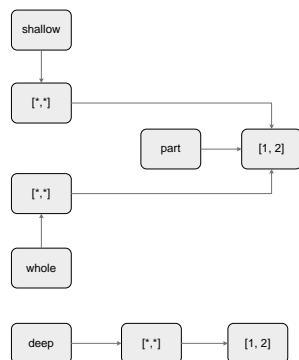 shallow
[*,*]
part
[1, 2]
[*,*]
whole
deep
[*,*]
[1, 2]